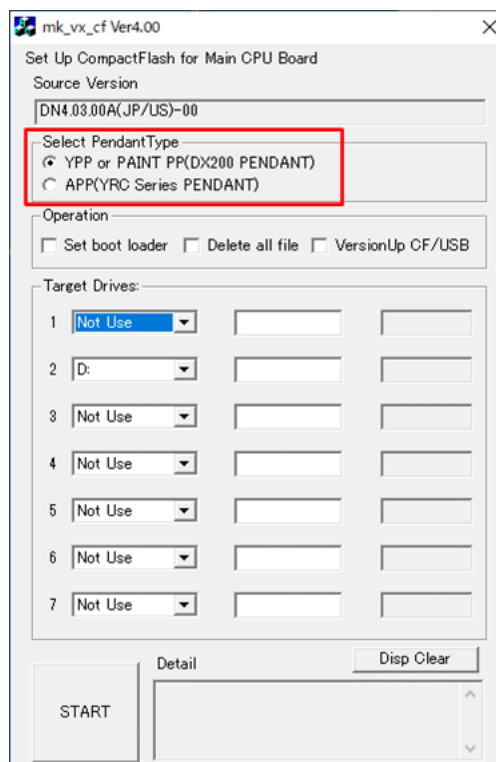 mk_vx_cf Ver4.00
Set Up CompactFlash for Main CPU Board
Source Version
DN4.03.00A(JP/US)-00
Select PendantType
YPP or PAINT PP(DX200 PENDANT)
APP(YRC Series PENDANT)
Operation
Set boot loader Delete all file VersionUp CF/USB
Target Drives:
1 Not Use
2 D:
3 Not Use
4 Not Use
5 Not Use
6 Not Use
7 Not Use
Detail Disp Clear
START